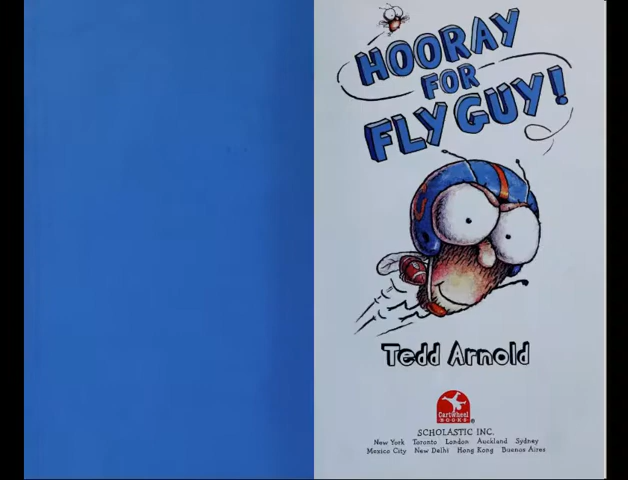 HOORAY
FOR
FLY GUY!
Tedd Arnold
CARTWHEEL
BOOKS
®
SCHOLASTIC INC.
New York Toronto London Auckland Sydney
Mexico City New Delhi Hong Kong Buenos Aires